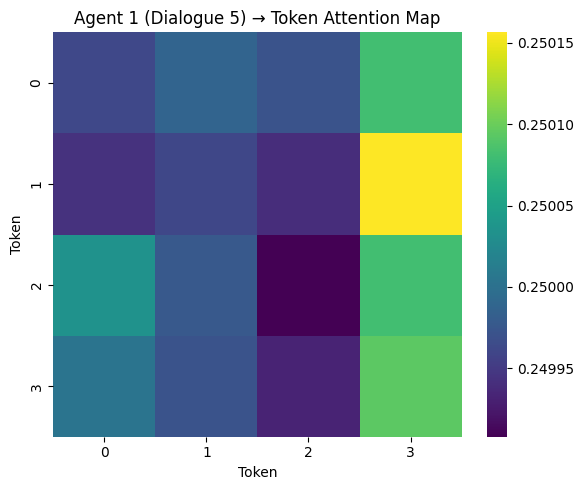 Agent 1 (Dialogue 5) → Token Attention Map
Token
0
1
2
3
0 1 2 3
Token
0.25015
0.25010
0.25005
0.25000
0.24995